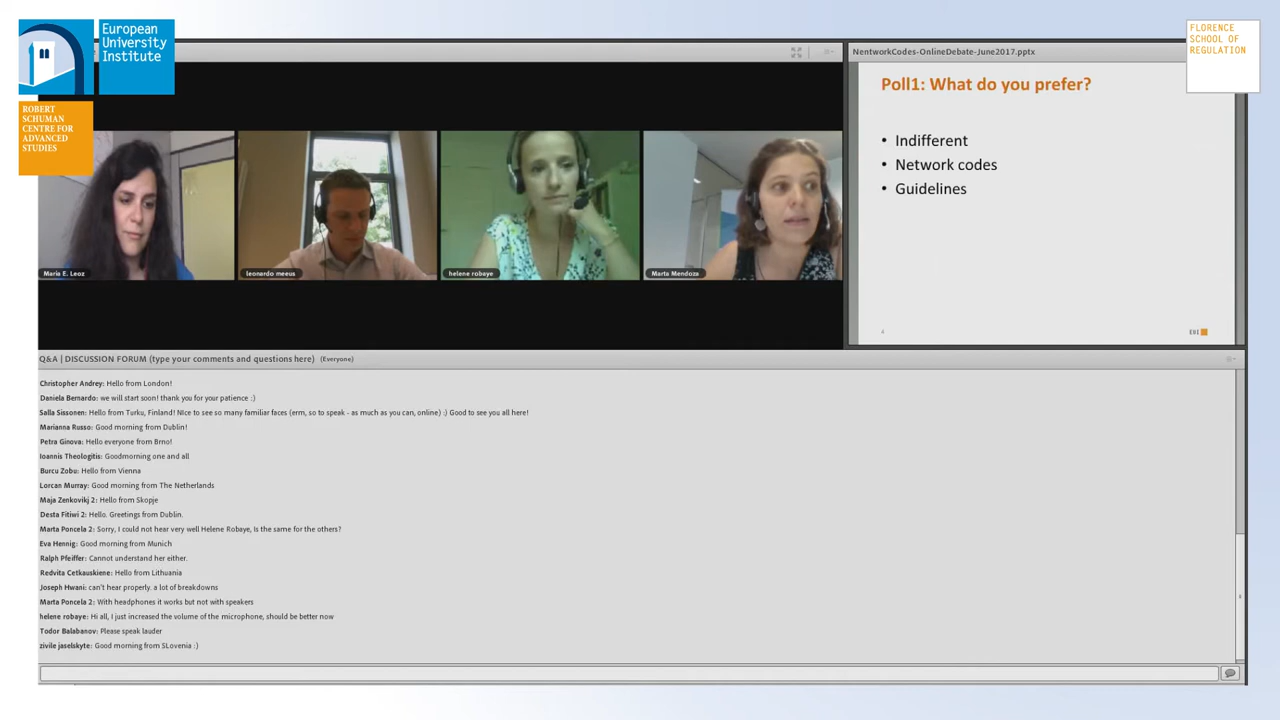 European
University
Institute
ROBERT
SCHUMAN
CENTRE FOR
ADVANCED
STUDIES
FLORENCE
SCHOOL OF
REGULATION
NentworkCodes-OnlineDebate-June2017.pptx
Poll1: What do you prefer?
• Indifferent
• Network codes
• Guidelines
4
EUI
Maria E. Leoz
leonardo meeus
helene robaye
Marta Mendoza
Q&A | DISCUSSION FORUM (type your comments and questions here) (Everyone)
Christopher Andrey: Hello from London!
Daniela Bernardo: we will start soon! thank you for your patience :)
Salla Sissonen: Hello from Turku, Finland! NIce to see so many familiar faces (erm, so to speak - as much as you can, online) :) Good to see you all here!
Marianna Russo: Good morning from Dublin!
Petra Ginova: Hello everyone from Brno!
Ioannis Theologitis: Goodmorning one and all
Burcu Zobu: Hello from Vienna
Lorcan Murray: Good morning from The Netherlands
Maja Zenkovikj 2: Hello from Skopje
Desta Fitiwi 2: Hello. Greetings from Dublin.
Marta Poncela 2: Sorry, I could not hear very well Helene Robaye, Is the same for the others?
Eva Hennig: Good morning from Munich
Ralph Pfeiffer: Cannot understand her either.
Redvita Cetkauskiene: Hello from Lithuania
Joseph Hwani: can't hear properly. a lot of breakdowns
Marta Poncela 2: With headphones it works but not with speakers
helene robaye: Hi all, I just increased the volume of the microphone, should be better now
Todor Balabanov: Please speak lauder
zivile jaselskyte: Good morning from SLovenia :)